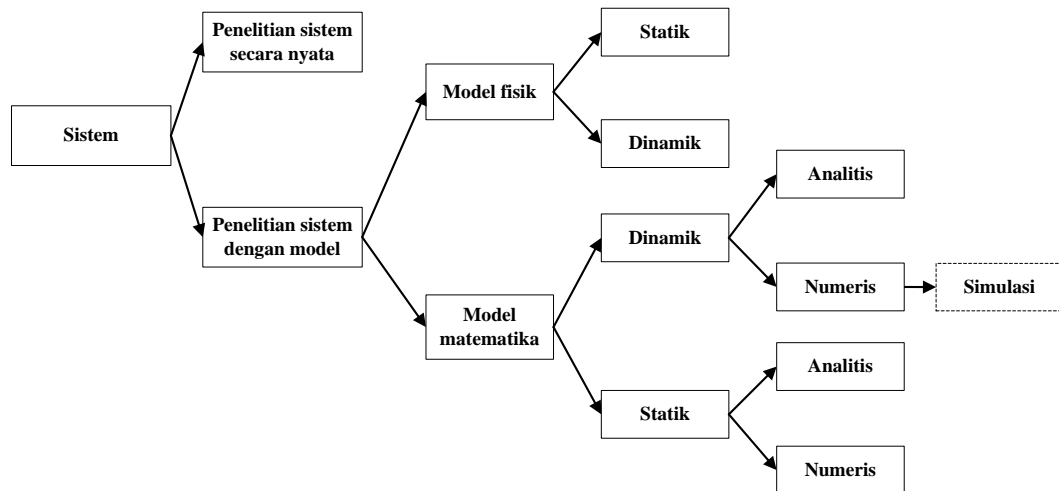 Penelitian sistem
secara nyata
Statik
Model fisik
Sistem
Dinamik
Analitis
Penelitian sistem
dengan model
Dinamik
Numeris
Simulasi
Model
matematika
Analitis
Statik
Numeris